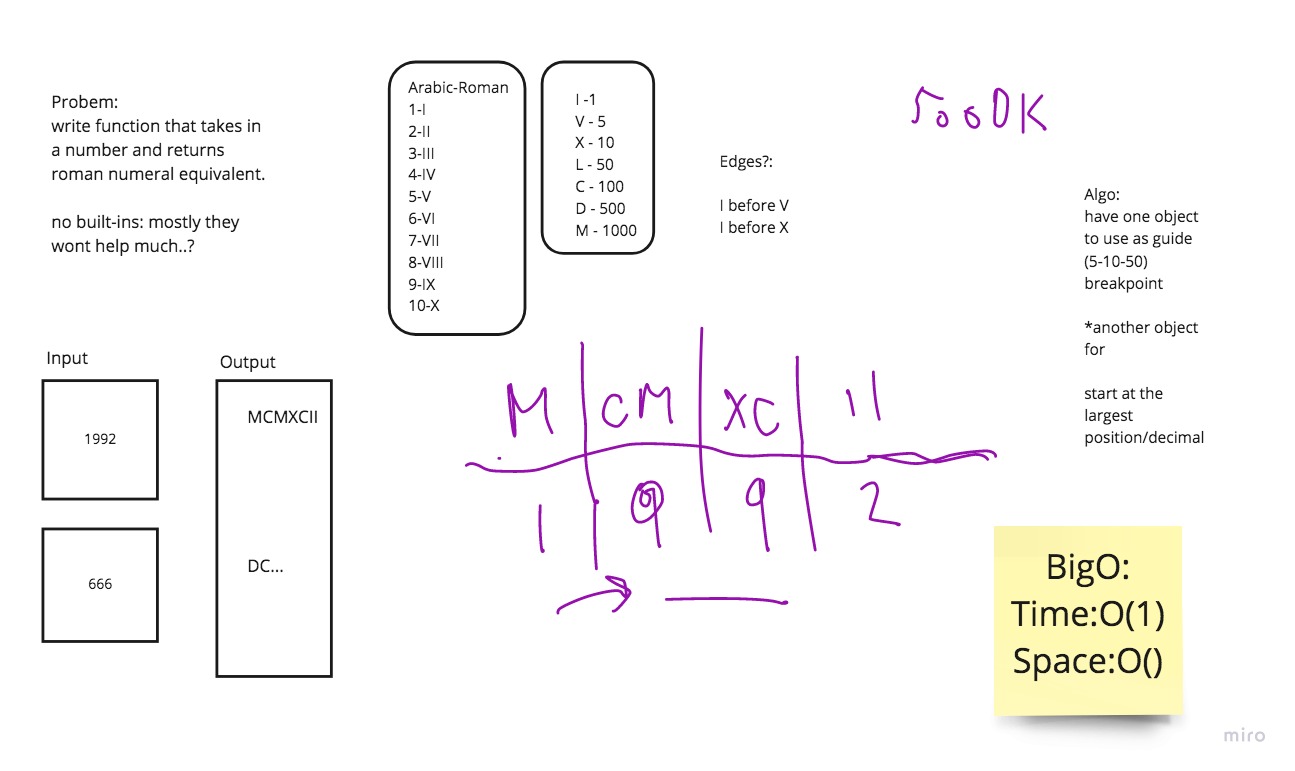 Probem:
write function that takes in
a number and returns
roman numeral equivalent.
no built-ins: mostly they
wont help much..?
Arabic-Roman
1-I
2-II
3-III
4-IV
5-V
6-VI
7-VII
8-VIII
9-IX
10-X
I -1
V - 5
X - 10
L - 50
C - 100
D - 500
M - 1000
Edges?:
I before V
I before X
Algo:
have one object
to use as guide
(5-10-50)
breakpoint
*another object
for
start at the
largest
position/decimal
Input
1992
666
Output
MCMXCII
DC...
M CM XC II
1 9 9 2
BigO:
Time:O(1)
Space:O()
miro